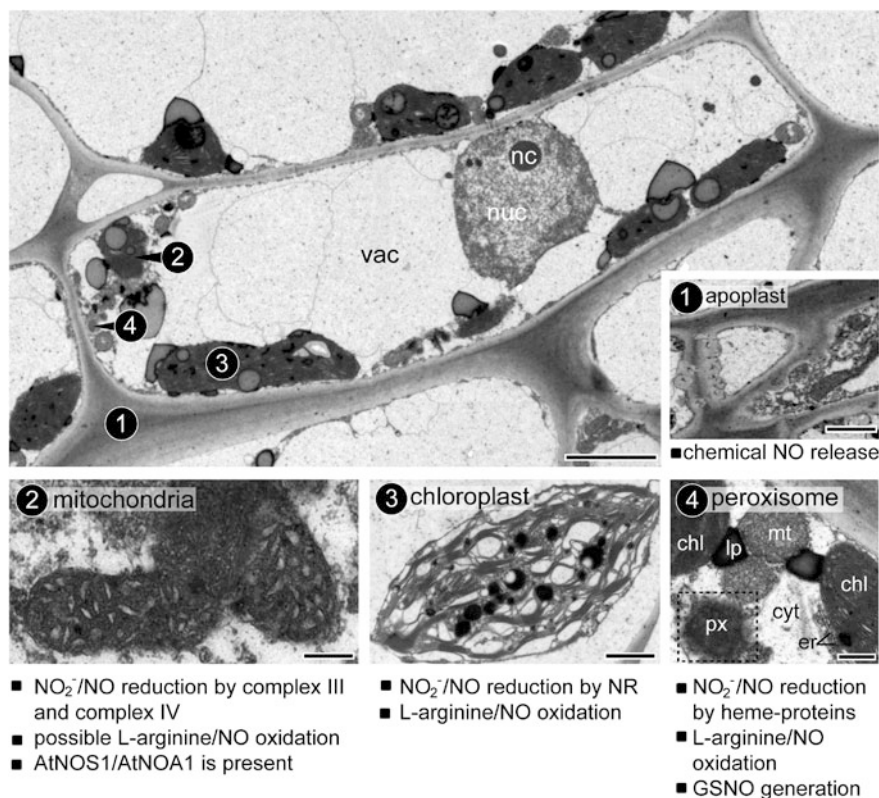 nc
nuc
vac
2
4
3
1
1 apoplast
■chemical NO release
2 mitochondria
■ NO₂⁻/NO reduction by complex III
and complex IV
■ possible L-arginine/NO oxidation
■ AtNOS1/AtNOA1 is present
3 chloroplast
■ NO₂⁻/NO reduction by NR
■ L-arginine/NO oxidation
4 peroxisome
chl
lp
mt
chl
cyt
px
er
■ NO₂⁻/NO reduction
by heme-proteins
■ L-arginine/NO
oxidation
■ GSNO generation